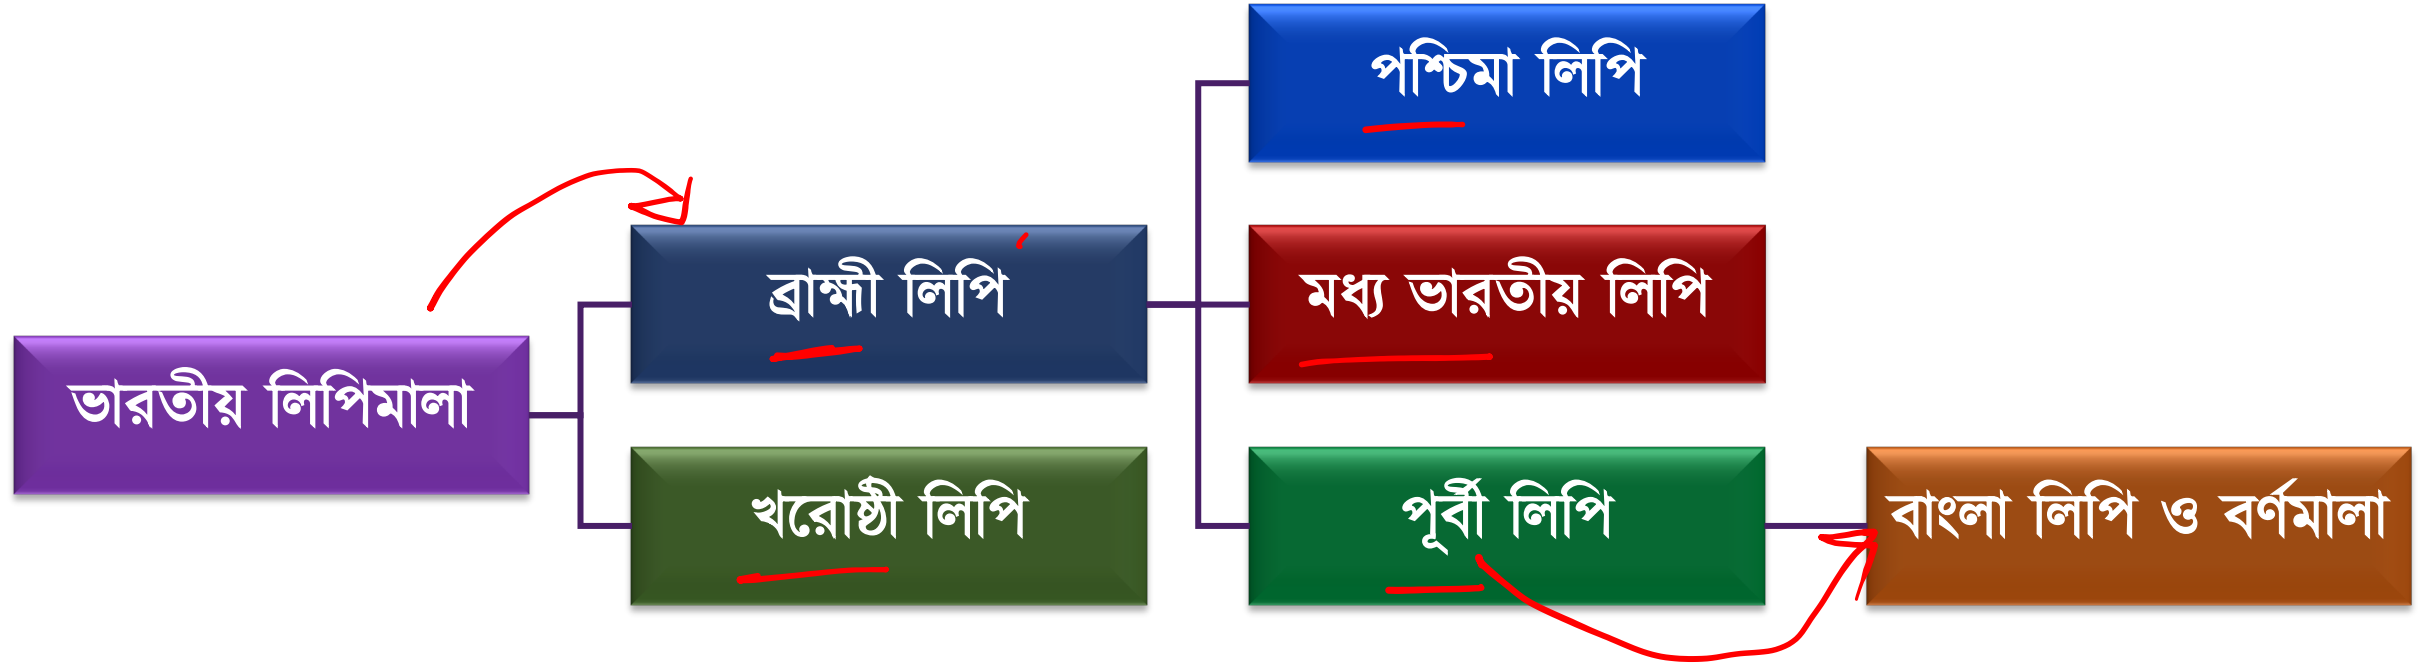 পশ্চিমা লিপি
ব্রাহ্মী লিপি
মধ্য ভারতীয় লিপি
ভারতীয় লিপিমালা
খরোষ্ঠী লিপি
পূর্বী লিপি
বাংলা লিপি ও বর্ণমালা